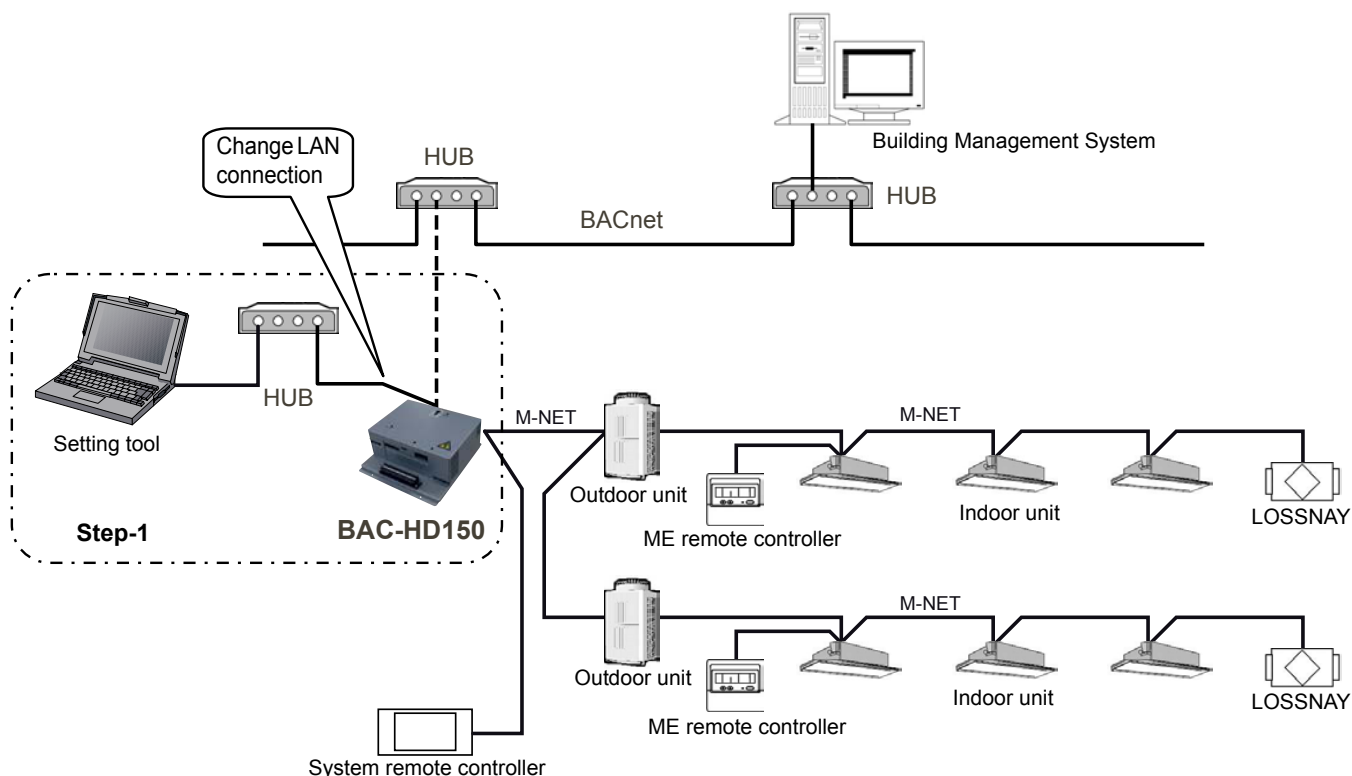 Building Management System
Change LAN
connection
HUB
HUB
BACnet
HUB
Setting tool
Step-1
BAC-HD150
M-NET
M-NET
Outdoor unit
ME remote controller
Indoor unit
LOSSNAY
M-NET
Outdoor unit
ME remote controller
Indoor unit
LOSSNAY
System remote controller